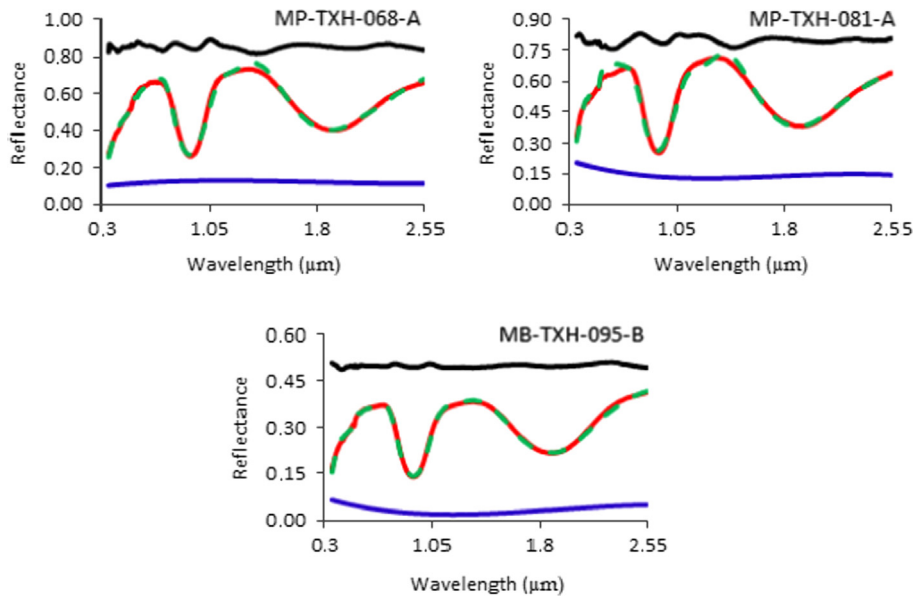 MP-TXH-068-A
1.00
0.80
0.60
0.40
0.20
0.00
Reflectance
0.3 1.05 1.8 2.55
Wavelength (μm)
MP-TXH-081-A
0.90
0.75
0.60
0.45
0.30
0.15
0.00
Reflectance
0.3 1.05 1.8 2.55
Wavelength (μm)
MB-TXH-095-B
0.60
0.45
0.30
0.15
0.00
Reflectance
0.3 1.05 1.8 2.55
Wavelength (μm)